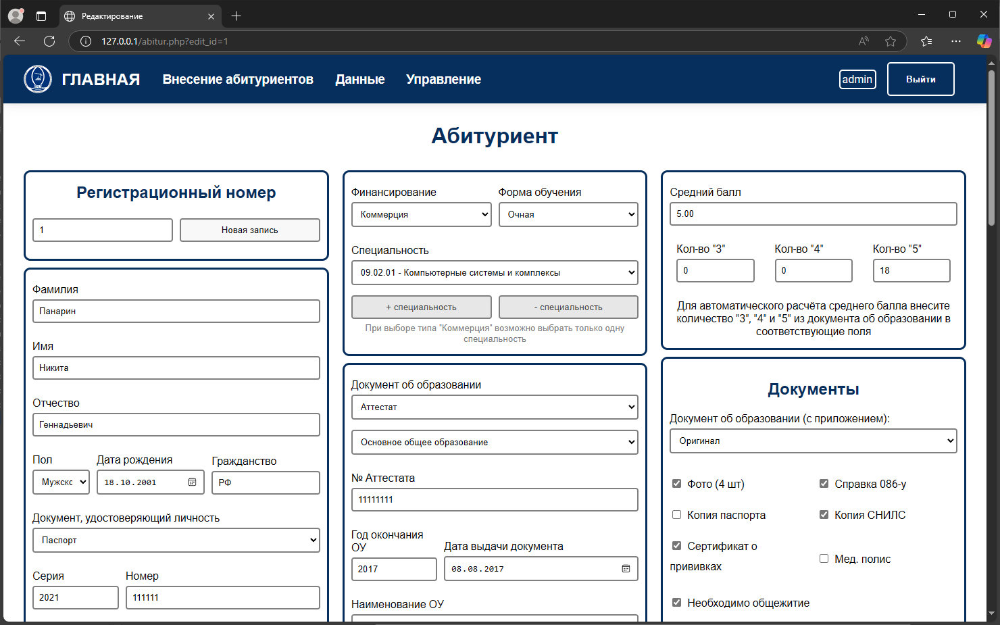 Редактирование
127.0.0.1/abitur.php?edit_id=1
ГЛАВНАЯ
Внесение абитуриентов
Данные
Управление
admin
Выйти
Абитуриент
Регистрационный номер
1
Новая запись
Фамилия
Панарин
Имя
Никита
Отчество
Геннадьевич
Пол
Дата рождения
Гражданство
Мужско
18.10.2001
РФ
Документ, удостоверяющий личность
Паспорт
Серия
Номер
2021
111111
Финансирование
Форма обучения
Коммерция
Очная
Специальность
09.02.01 - Компьютерные системы и комплексы
+ специальность
- специальность
При выборе типа "Коммерция" возможно выбрать только одну
специальность
Документ об образовании
Аттестат
Основное общее образование
№ Аттестата
11111111
Год окончания
ОУ
Дата выдачи документа
2017
08.08.2017
Наименование ОУ
Средний балл
5.00
Кол-во "3"
Кол-во "4"
Кол-во "5"
0
0
18
Для автоматического расчёта среднего балла внесите
количество "3", "4" и "5" из документа об образовании в
соответствующие поля
Документы
Документ об образовании (с приложением):
Оригинал
Фото (4 шт)
Справка 086-у
Копия паспорта
Копия СНИЛС
Сертификат о
прививках
Мед. полис
Необходимо общежитие